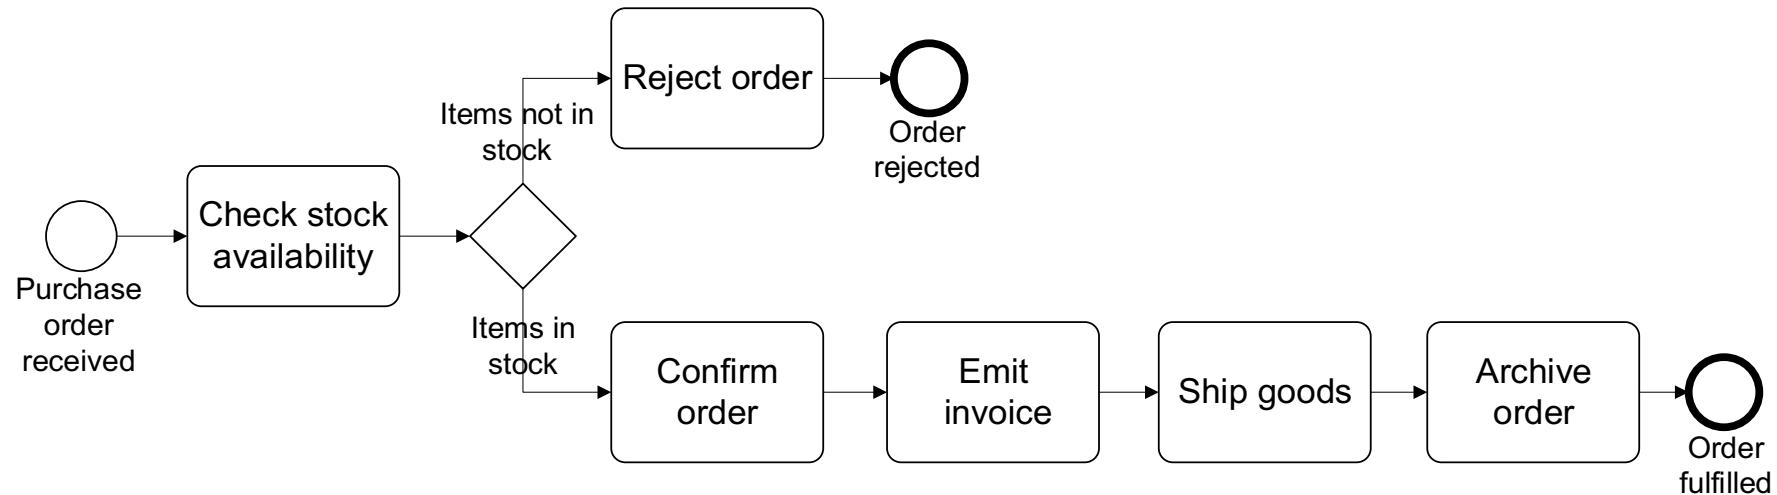 Purchase
order
received
Check stock
availability
Items not in
stock
Reject order
Order
rejected
Items in
stock
Confirm
order
Emit
invoice
Ship goods
Archive
order
Order
fulfilled